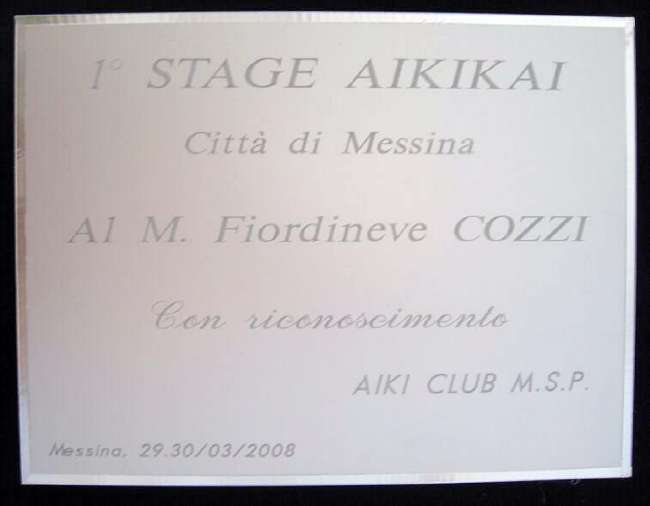 1° STAGE AIKIKAI
Città di Messina
Al M. Fiordineve COZZI
Con riconoscimento
AIKI CLUB M.S.P.
Messina, 29.30/03/2008